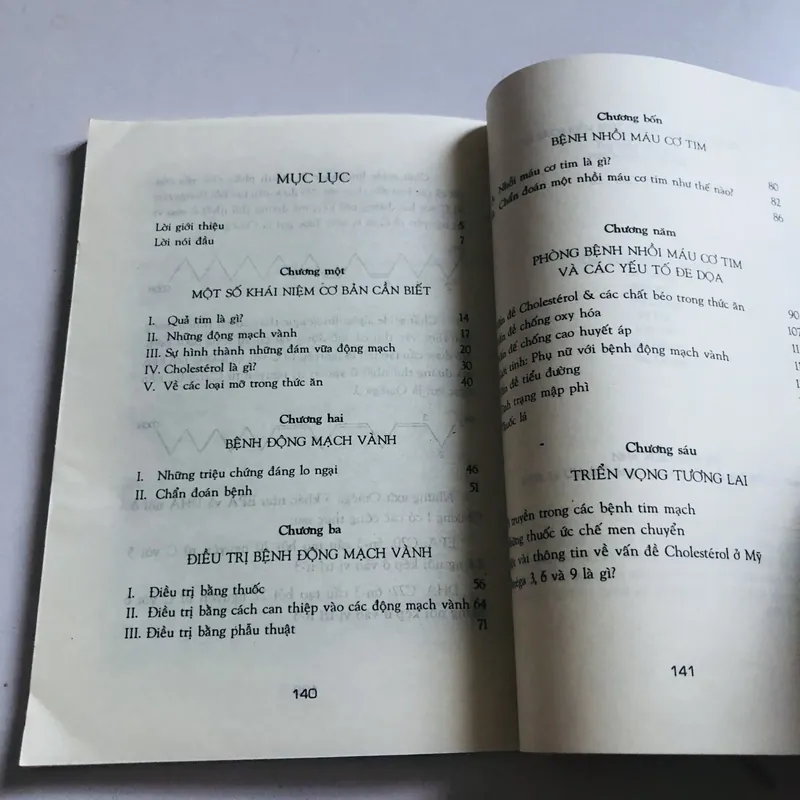 MỤC LỤC
Lời giới thiệu 5
Lời nói đầu 7
Chương một
MỘT SỐ KHÁI NIỆM CƠ BẢN CẦN BIẾT
I. Quả tim là gì? 14
II. Những động mạch vành 17
III. Sự hình thành những đám vữa động mạch 20
IV. Cholestérol là gì? 30
V. Về các loại mỡ trong thức ăn 40
Chương hai
BỆNH ĐỘNG MẠCH VÀNH
I. Những triệu chứng đáng lo ngại 46
II. Chẩn đoán bệnh 51
Chương ba
ĐIỀU TRỊ BỆNH ĐỘNG MẠCH VÀNH
I. Điều trị bằng thuốc 56
II. Điều trị bằng cách can thiệp vào các động mạch vành 64
III. Điều trị bằng phẫu thuật 71
140
Chương bốn
BỆNH NHỒI MÁU CƠ TIM
Nhồi máu cơ tim là gì? 80
Chẩn đoán một nhồi máu cơ tim như thế nào? 82
86
Chương năm
PHÒNG BỆNH NHỒI MÁU CƠ TIM
VÀ CÁC YẾU TỐ ĐE DỌA
đề Cholestérol & các chất béo trong thức ăn 90
đề chống oxy hóa 107
đề chống cao huyết áp
tính: Phụ nữ với bệnh động mạch vành
đề tiểu đường
trạng mập phì
lá
Chương sáu
TRIỂN VỌNG TƯƠNG LAI
truyền trong các bệnh tim mạch
thuốc ức chế men chuyển
vài thông tin về vấn đề Cholestérol ở Mỹ
3, 6 và 9 là gì?
141